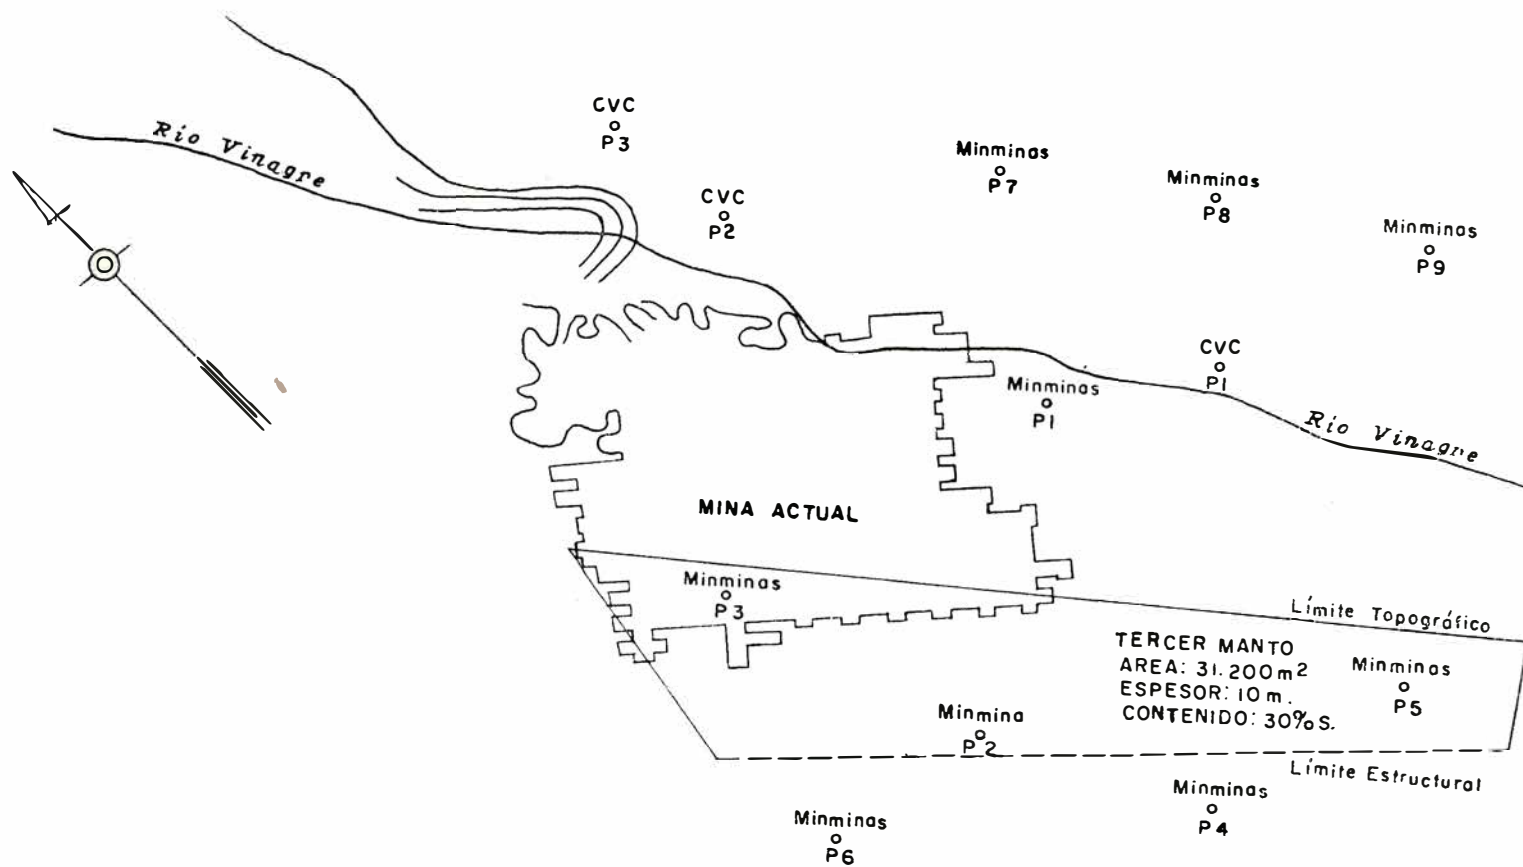 CVC
P3
Río Vinagre
Minminas
P7
Minminas
P8
CVC
P2
Minminas
P9
CVC
P1
Minminas
P1
Río Vinagre
MINA ACTUAL
Minminas
P3
Límite Topográfico
TERCER MANTO
AREA: 31.200m2
ESPESOR: 10m.
CONTENIDO: 30%S.
Minminas
P5
Minmina
P2
Límite Estructural
Minminas
P4
Minminas
P6